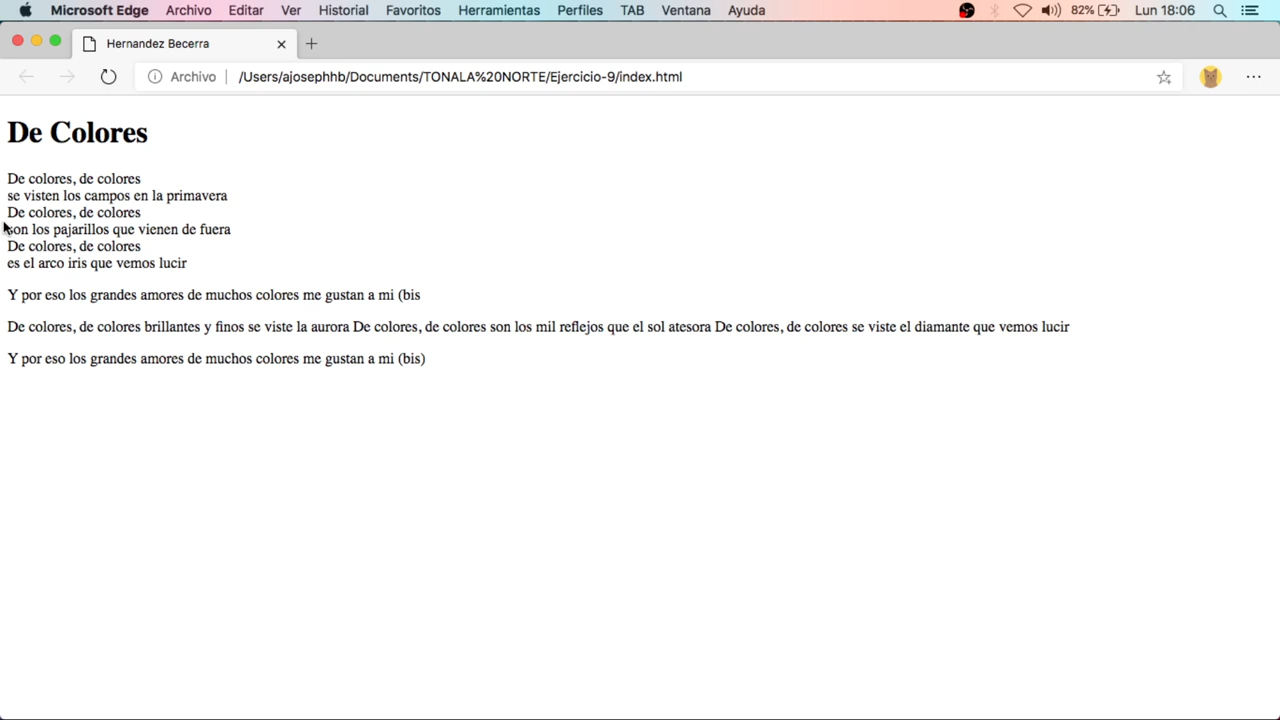 Microsoft Edge Archivo Editar Ver Historial Favoritos Herramientas Perfiles TAB Ventana Ayuda 82% Lun 18:06
Hernandez Becerra
Archivo /Users/ajosephhb/Documents/TONALA%20NORTE/Ejercicio-9/index.html
De Colores
De colores, de colores
se visten los campos en la primavera
De colores, de colores
son los pajarillos que vienen de fuera
De colores, de colores
es el arco iris que vemos lucir
Y por eso los grandes amores de muchos colores me gustan a mi (bis
De colores, de colores brillantes y finos se viste la aurora De colores, de colores son los mil reflejos que el sol atesora De colores, de colores se viste el diamante que vemos lucir
Y por eso los grandes amores de muchos colores me gustan a mi (bis)